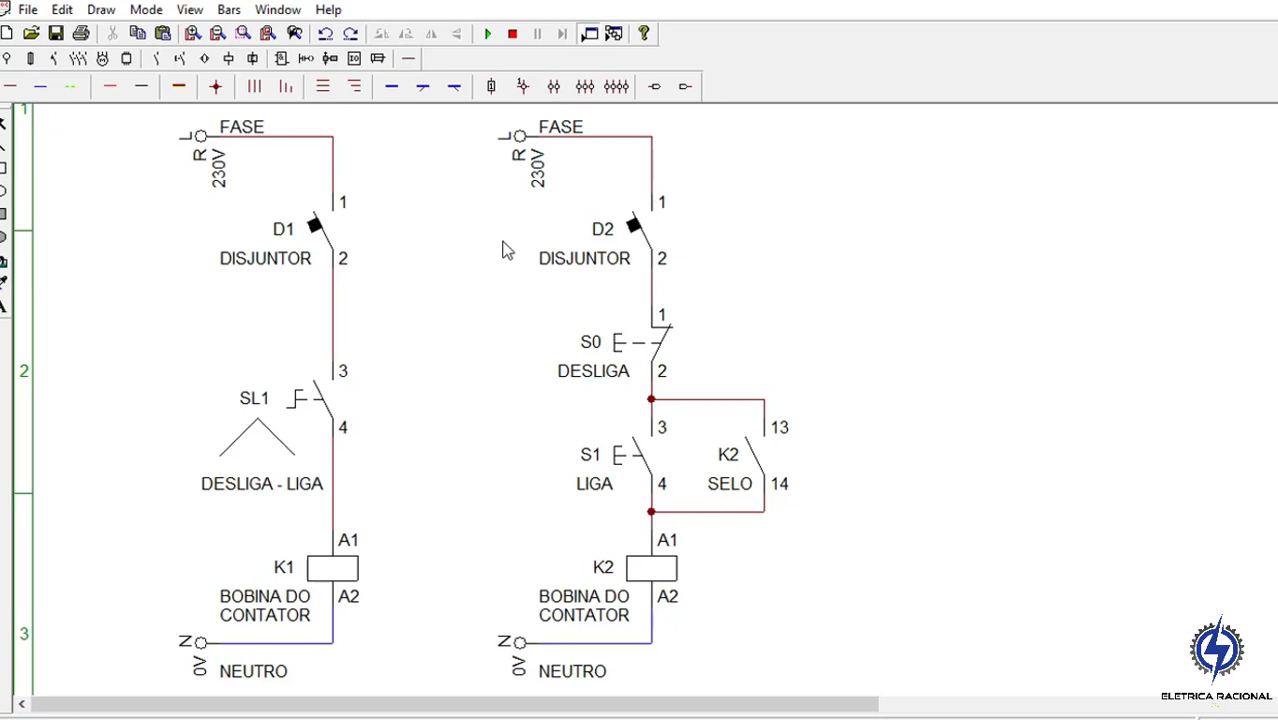 File Edit Draw Mode View Bars Window Help
1
2
3
L
R
230V
FASE
1
D1
DISJUNTOR
2
3
SL1
4
DESLIGA - LIGA
A1
K1
BOBINA DO
CONTATOR
A2
N
0V
NEUTRO
L
R
230V
FASE
1
D2
DISJUNTOR
2
1
S0
DESLIGA
2
3
S1
LIGA
4
13
K2
SELO
14
A1
K2
BOBINA DO
CONTATOR
A2
N
0V
NEUTRO
ELETRICA RACIONAL